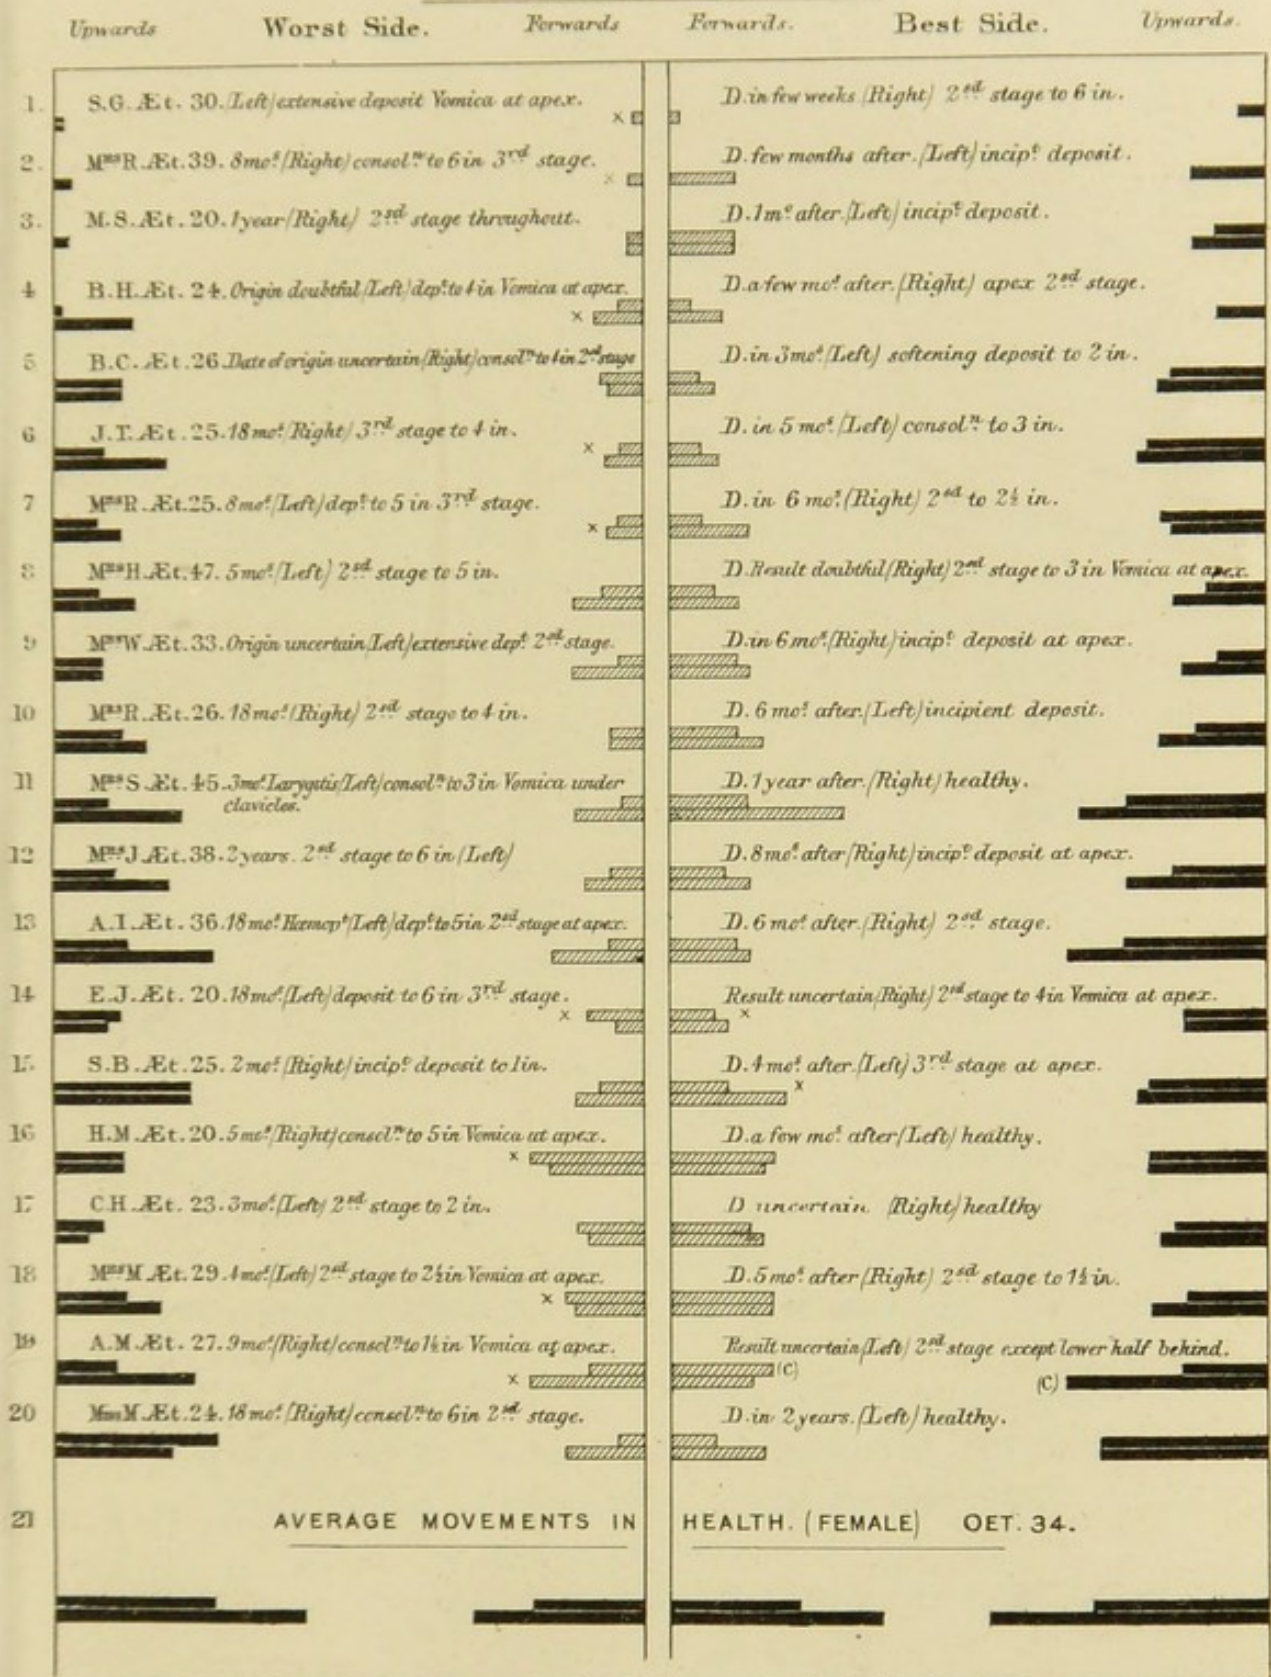 Upwards Worst Side. Forwards Forwards. Best Side. Upwards.
1. S.G. Æt. 30. (Left) extensive deposit Vomica at apex. D. in few weeks (Right) 2nd stage to 6 in.
×
2. Mrs R. Æt. 39. 8 mos (Right) consoln to 6 in 3rd stage. D. few months after. (Left) incipt deposit.
×
3. M.S. Æt. 20. 1 year (Right) 2nd stage throughout. D. 1 mo after. (Left) incipt deposit.
4 B.H. Æt. 24. Origin doubtful (Left) dept to 4 in Vomica at apex. D. a few mos after. (Right) apex 2nd stage.
×
5 B.C. Æt. 26. Date of origin uncertain (Right) consoln to 4 in 2nd stage D. in 3 mos (Left) softening deposit to 2 in.
6 J.T. Æt. 25. 18 mos (Right) 3rd stage to 4 in. D. in 5 mos (Left) consoln to 3 in.
×
7 Mrs R. Æt. 25. 8 mos (Left) dept to 5 in 3rd stage. D. in 6 mos (Right) 2nd to 2½ in.
×
8 Mrs H. Æt. 47. 5 mos (Left) 2nd stage to 5 in. D. Result doubtful (Right) 2nd stage to 3 in Vomica at apex.
9 Mrs W. Æt. 33. Origin uncertain (Left) extensive dept 2nd stage. D. in 6 mos (Right) incipt deposit at apex.
10 Mrs R. Æt. 26. 18 mos (Right) 2nd stage to 4 in. D. 6 mos after. (Left) incipient deposit.
11 Mrs S. Æt. 45. 3 mos Larygitis (Left) consoln to 3 in Vomica under D. 1 year after. (Right) healthy.
clavicles.
12 Mrs J. Æt. 38. 2 years. 2nd stage to 6 in (Left) D. 8 mos after (Right) incipt deposit at apex.
13 A.I. Æt. 36. 18 mos Hæmopt (Left) dept to 5 in 2nd stage at apex. D. 6 mos after. (Right) 2nd stage.
14 E.J. Æt. 20. 18 mos (Left) deposit to 6 in 3rd stage. Result uncertain (Right) 2nd stage to 4 in Vomica at apex.
× ×
15 S.B. Æt. 25. 2 mos (Right) incipt deposit to 1 in. D. 4 mos after. (Left) 3rd stage at apex.
×
16 H.M. Æt. 20. 5 mos (Right) consoln to 5 in Vomica at apex. D. a few mos after (Left) healthy.
×
17 C.H. Æt. 23. 3 mos (Left) 2nd stage to 2 in. D uncertain. (Right) healthy
18 Mrs M. Æt. 29. 4 mos (Left) 2nd stage to 2½ in Vomica at apex. D. 5 mos after (Right) 2nd stage to 1½ in.
×
19 A.M. Æt. 27. 9 mos (Right) consoln to 1½ in Vomica at apex. Result uncertain (Left) 2nd stage except lower half behind.
× (C) (C)
20 M. Æt. 24. 18 mos (Right) consoln to 6 in 2nd stage. D. in 2 years. (Left) healthy.
21 AVERAGE MOVEMENTS IN HEALTH. (FEMALE) OET. 34.